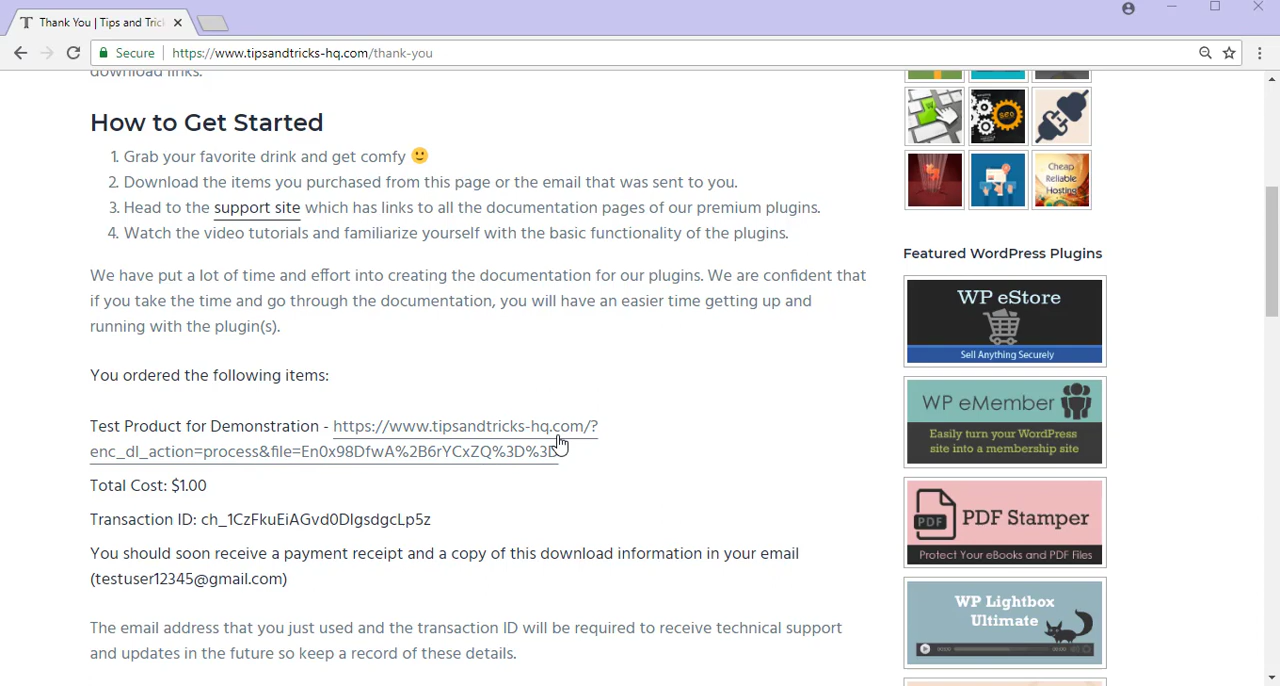 Thank You | Tips and Tric
Secure
https://www.tipsandtricks-hq.com/thank-you
download links.
How to Get Started
1. Grab your favorite drink and get comfy 🙂
2. Download the items you purchased from this page or the email that was sent to you.
3. Head to the support site which has links to all the documentation pages of our premium plugins.
4. Watch the video tutorials and familiarize yourself with the basic functionality of the plugins.
We have put a lot of time and effort into creating the documentation for our plugins. We are confident that
if you take the time and go through the documentation, you will have an easier time getting up and
running with the plugin(s).
You ordered the following items:
Test Product for Demonstration - https://www.tipsandtricks-hq.com/?
enc_dl_action=process&file=En0x98DfwA%2B6rYCxZQ%3D%3D
Total Cost: $1.00
Transaction ID: ch_1CzFkuEiAGvd0DlgsdgcLp5z
You should soon receive a payment receipt and a copy of this download information in your email
(testuser12345@gmail.com)
The email address that you just used and the transaction ID will be required to receive technical support
and updates in the future so keep a record of these details.
SEO
Cheap
Reliable
Hosting
Featured WordPress Plugins
WP eStore
Sell Anything Securely
WP eMember
Easily turn your WordPress
site into a membership site
PDF
PDF Stamper
Protect Your eBooks and PDF Files
WP Lightbox
Ultimate
00:00
00:00